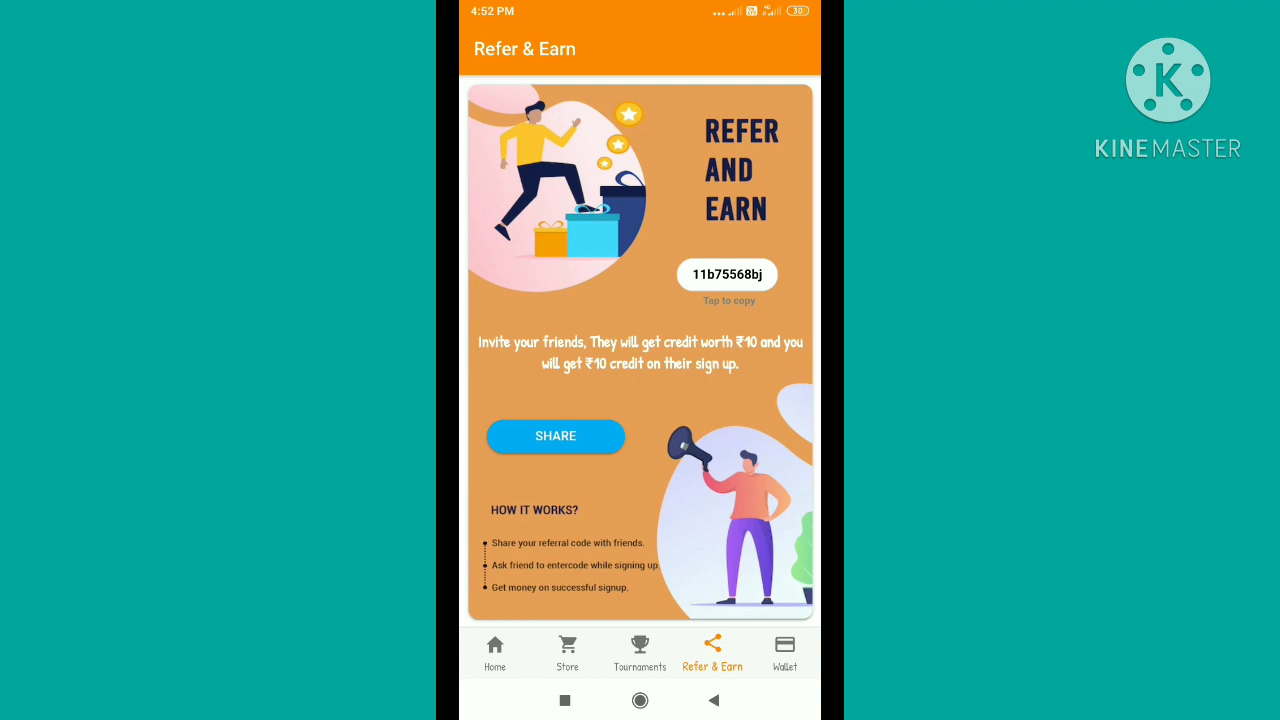 4:52 PM
4G
30
Refer & Earn
REFER
AND
EARN
11b75568bj
Tap to copy
Invite your friends, They will get credit worth ₹10 and you
will get ₹10 credit on their sign up.
SHARE
HOW IT WORKS?
Share your referral code with friends.
Ask friend to entercode while signing up.
Get money on successful signup.
Home
Store
Tournaments
Refer & Earn
Wallet
K
KINEMASTER